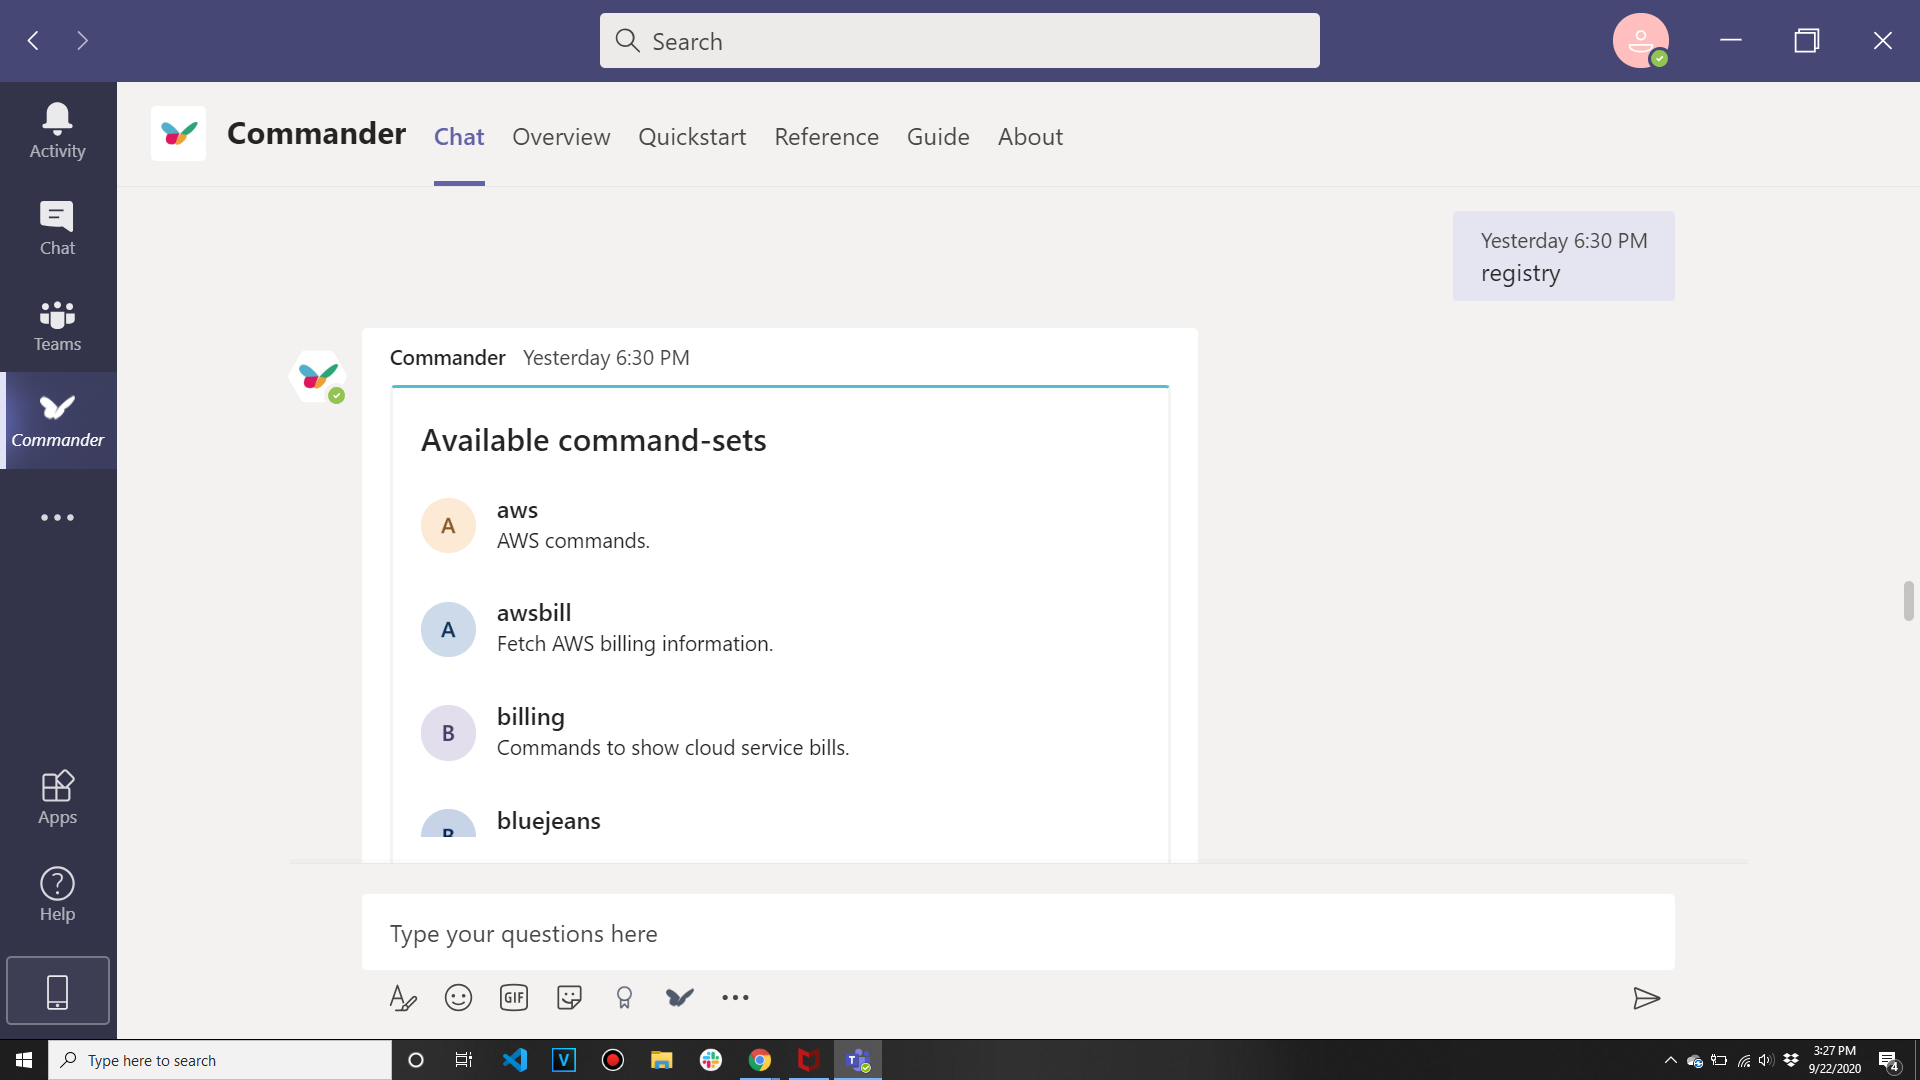 Search
Activity
Chat
Teams
Commander
Apps
Help
Commander
Chat
Overview
Quickstart
Reference
Guide
About
Yesterday 6:30 PM
registry
Commander Yesterday 6:30 PM
Available command-sets
A
aws
AWS commands.
A
awsbill
Fetch AWS billing information.
B
billing
Commands to show cloud service bills.
B
bluejeans
Type your questions here
GIF
Type here to search
V
T
3:27 PM
9/22/2020
4